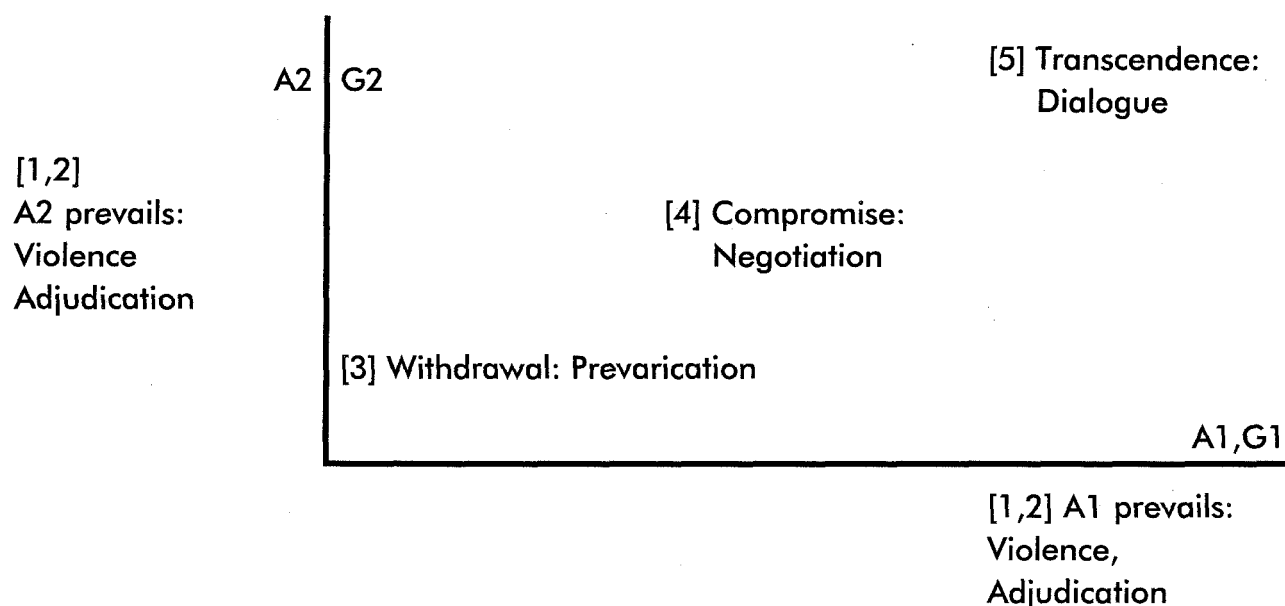 A2 G2
[5] Transcendence:
Dialogue
[1,2]
A2 prevails:
Violence
Adjudication
[4] Compromise:
Negotiation
[3] Withdrawal: Prevarication
A1,G1
[1,2] A1 prevails:
Violence,
Adjudication